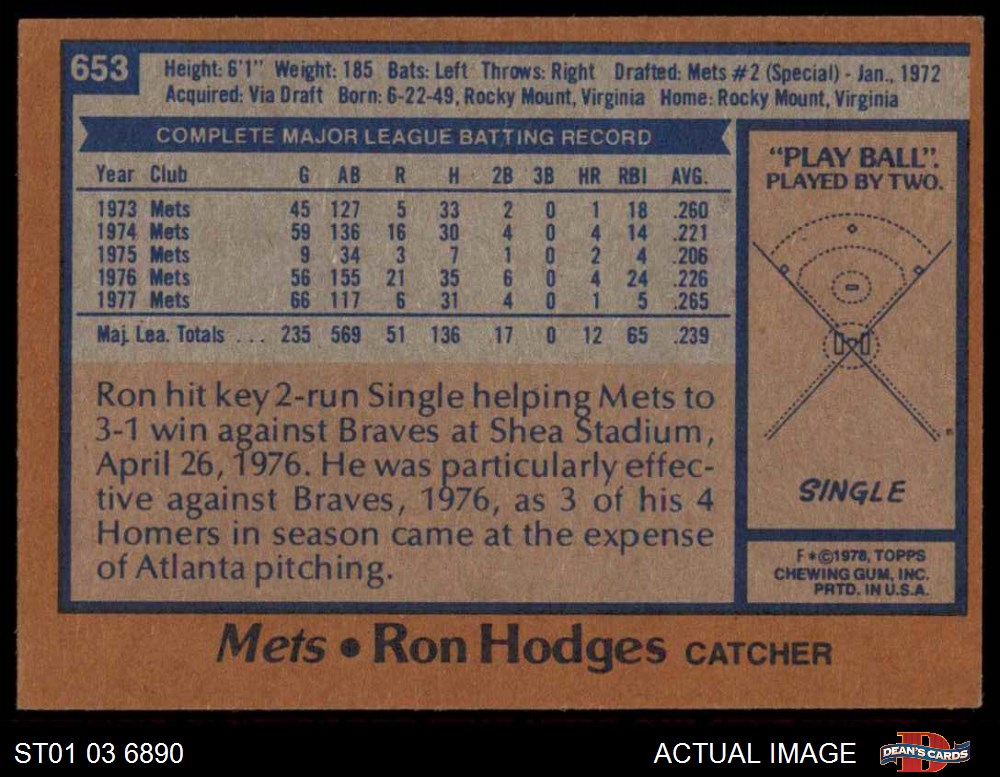 653
Height: 6'1" Weight: 185 Bats: Left Throws: Right Drafted: Mets #2 (Special) - Jan., 1972
Acquired: Via Draft Born: 6-22-49, Rocky Mount, Virginia Home: Rocky Mount, Virginia
COMPLETE MAJOR LEAGUE BATTING RECORD
Year Club G AB R H 2B 3B HR RBI AVG.
1973 Mets 45 127 5 33 2 0 1 18 .260
1974 Mets 59 136 16 30 4 0 4 14 .221
1975 Mets 9 34 3 7 1 0 2 4 .206
1976 Mets 56 155 21 35 6 0 4 24 .226
1977 Mets 66 117 6 31 4 0 1 5 .265
Maj. Lea. Totals ... 235 569 51 136 17 0 12 65 .239
Ron hit key 2-run Single helping Mets to
3-1 win against Braves at Shea Stadium,
April 26, 1976. He was particularly effec-
tive against Braves, 1976, as 3 of his 4
Homers in season came at the expense
of Atlanta pitching.
"PLAY BALL".
PLAYED BY TWO.
SINGLE
F*©1978, TOPPS
CHEWING GUM, INC.
PRTD. IN U.S.A.
Mets • Ron Hodges CATCHER
ST01 03 6890
ACTUAL IMAGE
D
DEAN'S CARDS